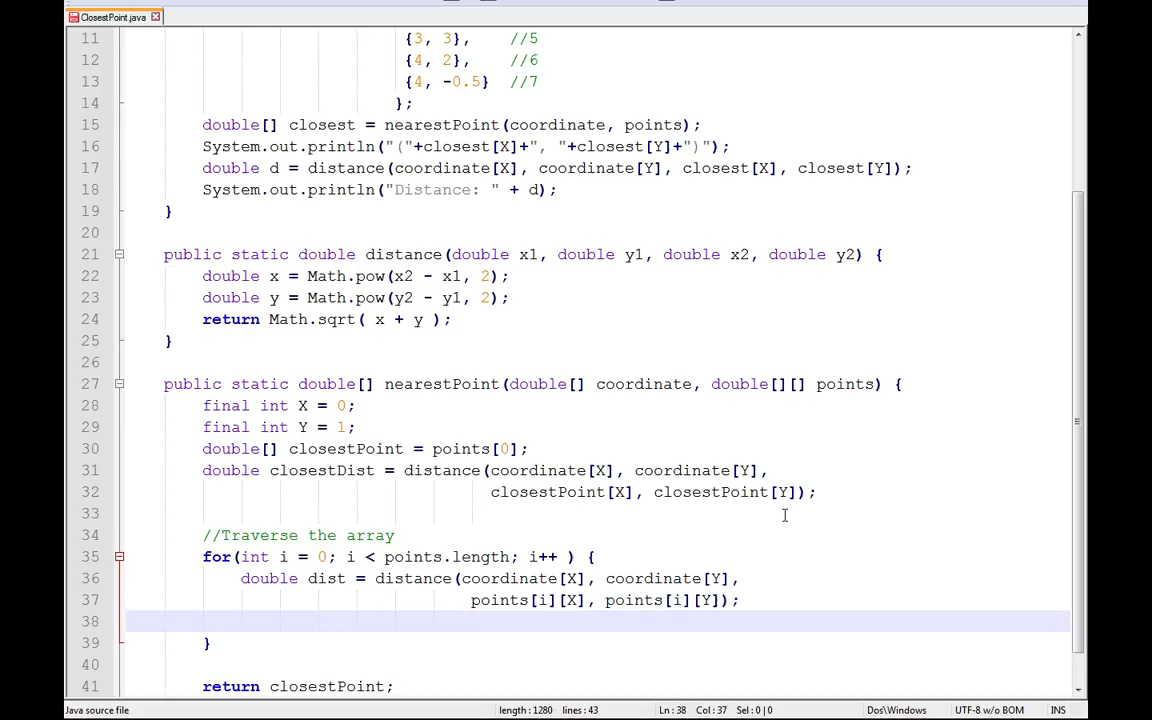 ClosestPoint.java
11 {3, 3}, //5
12 {4, 2}, //6
13 {4, -0.5} //7
14 };
15 double[] closest = nearestPoint(coordinate, points);
16 System.out.println("("+closest[X]+", "+closest[Y]+")");
17 double d = distance(coordinate[X], coordinate[Y], closest[X], closest[Y]);
18 System.out.println("Distance: " + d);
19 }
20
21 public static double distance(double x1, double y1, double x2, double y2) {
22 double x = Math.pow(x2 - x1, 2);
23 double y = Math.pow(y2 - y1, 2);
24 return Math.sqrt( x + y );
25 }
26
27 public static double[] nearestPoint(double[] coordinate, double[][] points) {
28 final int X = 0;
29 final int Y = 1;
30 double[] closestPoint = points[0];
31 double closestDist = distance(coordinate[X], coordinate[Y],
32 closestPoint[X], closestPoint[Y]);
33
34 //Traverse the array
35 for(int i = 0; i < points.length; i++ ) {
36 double dist = distance(coordinate[X], coordinate[Y],
37 points[i][X], points[i][Y]);
38
39 }
40
41 return closestPoint;
Java source file length : 1280 lines : 43 Ln : 38 Col : 37 Sel : 0 | 0 Dos\Windows UTF-8 w/o BOM INS